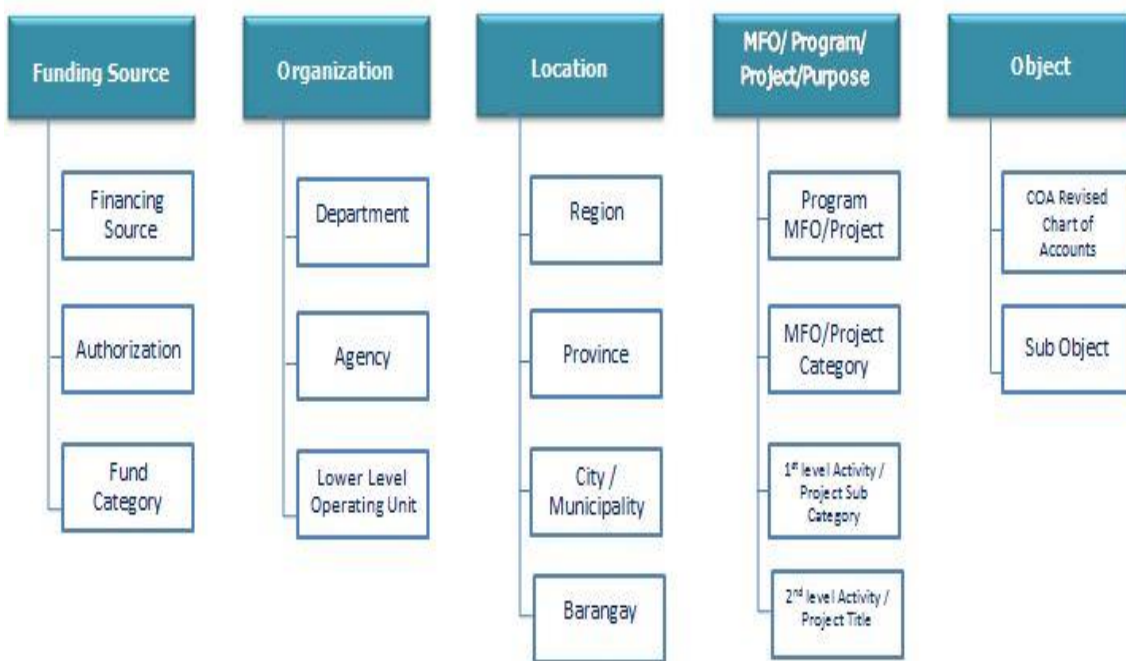 Funding Source
Financing
Source
Authorization
Fund
Category
Organization
Department
Agency
Lower Level
Operating Unit
Location
Region
Province
City /
Municipality
Barangay
MFO/ Program/
Project/Purpose
Program
MFO/Project
MFO/Project
Category
1st level Activity /
Project Sub
Category
2nd level Activity /
Project Title
Object
COA Revised
Chart of
Accounts
Sub Object